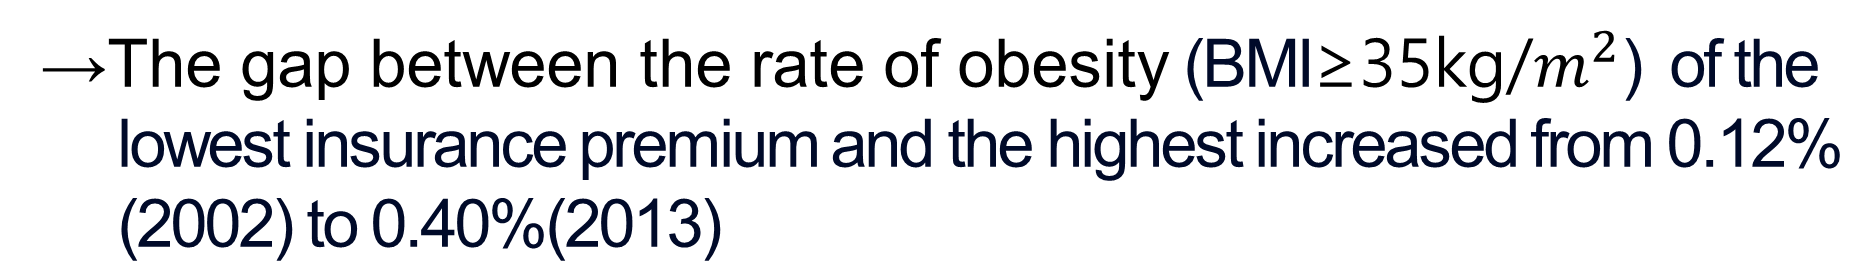 →The gap between the rate of obesity (BMI≥35kg/m²) of the
lowest insurance premium and the highest increased from 0.12%
(2002) to 0.40%(2013)